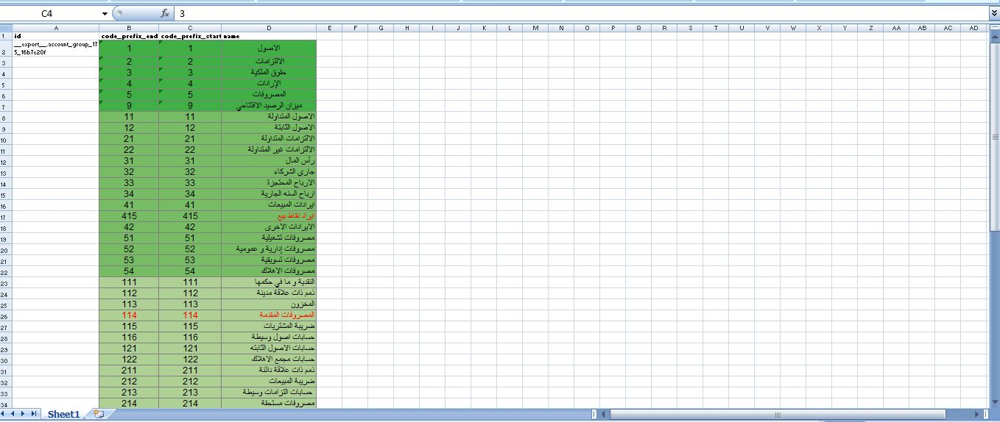 C4 fx 3
A B C D E F G H I J K L M N O P Q R S T U V W X Y Z AA AB AC AD
1 id code_prefix_end code_prefix_start name
__export__.account_group_17
2 5_16b7c20f 1 1 الاصول
3 2 2 الالتزامات
4 3 3 حقوق الملكية
5 4 4 الإرادات
6 5 5 المصروفات
7 9 9 ميزان الرصيد الافتتاحي
8 11 11 الاصول المتداولة
9 12 12 الاصول الثابتة
10 21 21 الالتزامات المتداولة
11 22 22 الالتزامات غير المتداولة
12 31 31 رأس المال
13 32 32 جاري الشركاء
14 33 33 الارباح المحتجزة
15 34 34 ارباح السنه الجارية
16 41 41 ايرادات المبيعات
17 415 415 ايراد نقاط بيع
18 42 42 الايرادات الاخرى
19 51 51 مصروفات تشغيلية
20 52 52 مصروفات إدارية و عمومية
21 53 53 مصروفات تسويقية
22 54 54 مصروفات الاهلاك
23 111 111 النقدية و ما في حكمها
24 112 112 ذمم ذات علاقة مدينة
25 113 113 المخزون
26 114 114 المصروفات المقدمة
27 115 115 ضريبة المشتريات
28 116 116 حسابات اصول وسيطة
29 121 121 حسابات الاصول الثابته
30 122 122 حسابات مجمع الاهلاك
31 211 211 ذمم ذات علاقة دائنة
32 212 212 ضريبة المبيعات
33 213 213 حسابات التزامات وسيطة
34 214 214 مصروفات مستحقة
Sheet1